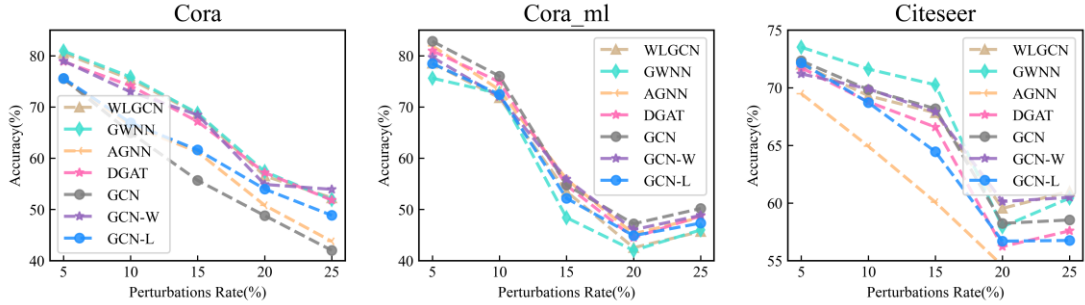 Cora
Accuracy(%)
80
70
60
50
40
WLGCN
GWNN
AGNN
DGAT
GCN
GCN-W
GCN-L
5
10
15
20
25
Perturbations Rate(%)
Cora_ml
Accuracy(%)
80
70
60
50
40
WLGCN
GWNN
AGNN
DGAT
GCN
GCN-W
GCN-L
5
10
15
20
25
Perturbations Rate(%)
Citeseer
Accuracy(%)
75
70
65
60
55
WLGCN
GWNN
AGNN
DGAT
GCN
GCN-W
GCN-L
5
10
15
20
25
Perturbations Rate(%)